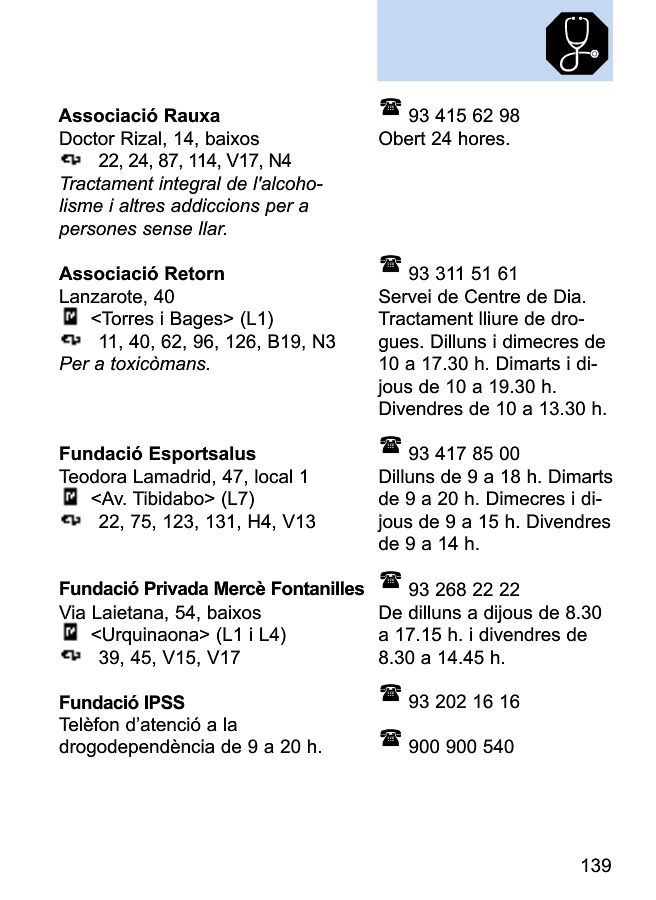 Associació Rauxa
Doctor Rizal, 14, baixos
22, 24, 87, 114, V17, N4
Tractament integral de l'alcoho-
lisme i altres addiccions per a
persones sense llar.
93 415 62 98
Obert 24 hores.
Associació Retorn
Lanzarote, 40
<Torres i Bages> (L1)
11, 40, 62, 96, 126, B19, N3
Per a toxicòmans.
93 311 51 61
Servei de Centre de Dia.
Tractament lliure de dro-
gues. Dilluns i dimecres de
10 a 17.30 h. Dimarts i di-
jous de 10 a 19.30 h.
Divendres de 10 a 13.30 h.
Fundació Esportsalus
Teodora Lamadrid, 47, local 1
<Av. Tibidabo> (L7)
22, 75, 123, 131, H4, V13
93 417 85 00
Dilluns de 9 a 18 h. Dimarts
de 9 a 20 h. Dimecres i di-
jous de 9 a 15 h. Divendres
de 9 a 14 h.
Fundació Privada Mercè Fontanilles
Via Laietana, 54, baixos
<Urquinaona> (L1 i L4)
39, 45, V15, V17
93 268 22 22
De dilluns a dijous de 8.30
a 17.15 h. i divendres de
8.30 a 14.45 h.
Fundació IPSS
Telèfon d’atenció a la
drogodependència de 9 a 20 h.
93 202 16 16
900 900 540
139